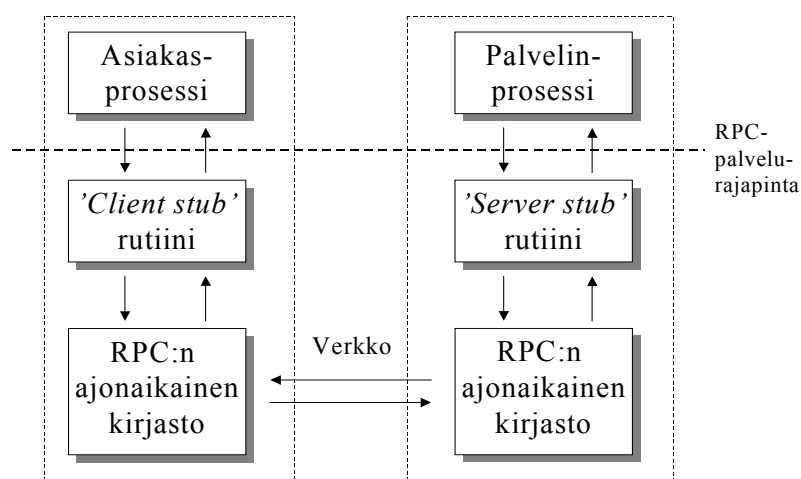 Asiakas-
prosessi
Palvelin-
prosessi
RPC-
palvelu-
rajapinta
'Client stub'
rutiini
'Server stub'
rutiini
Verkko
RPC:n
ajonaikainen
kirjasto
RPC:n
ajonaikainen
kirjasto